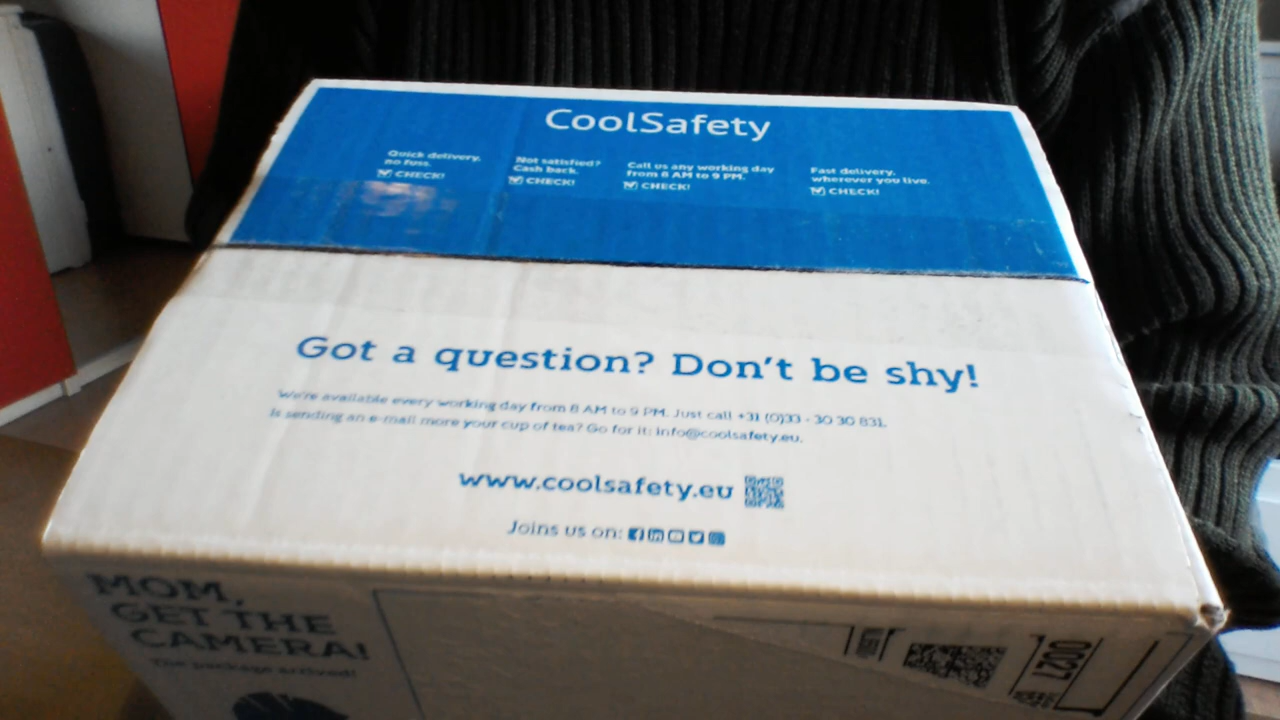 CoolSafety
Quick delivery,
no fuss.
CHECK!
Not satisfied?
Cash back.
CHECK!
Call us any working day
from 8 AM to 9 PM.
CHECK!
Fast delivery,
wherever you live.
CHECK!
Got a question? Don't be shy!
We're available every working day from 8 AM to 9 PM. Just call +31 (0)33 - 30 30 831.
Is sending an e-mail more your cup of tea? Go for it: info@coolsafety.eu.
www.coolsafety.eu
Joins us on:
MOM,
GET THE
CAMERA!
The package arrived!
0027